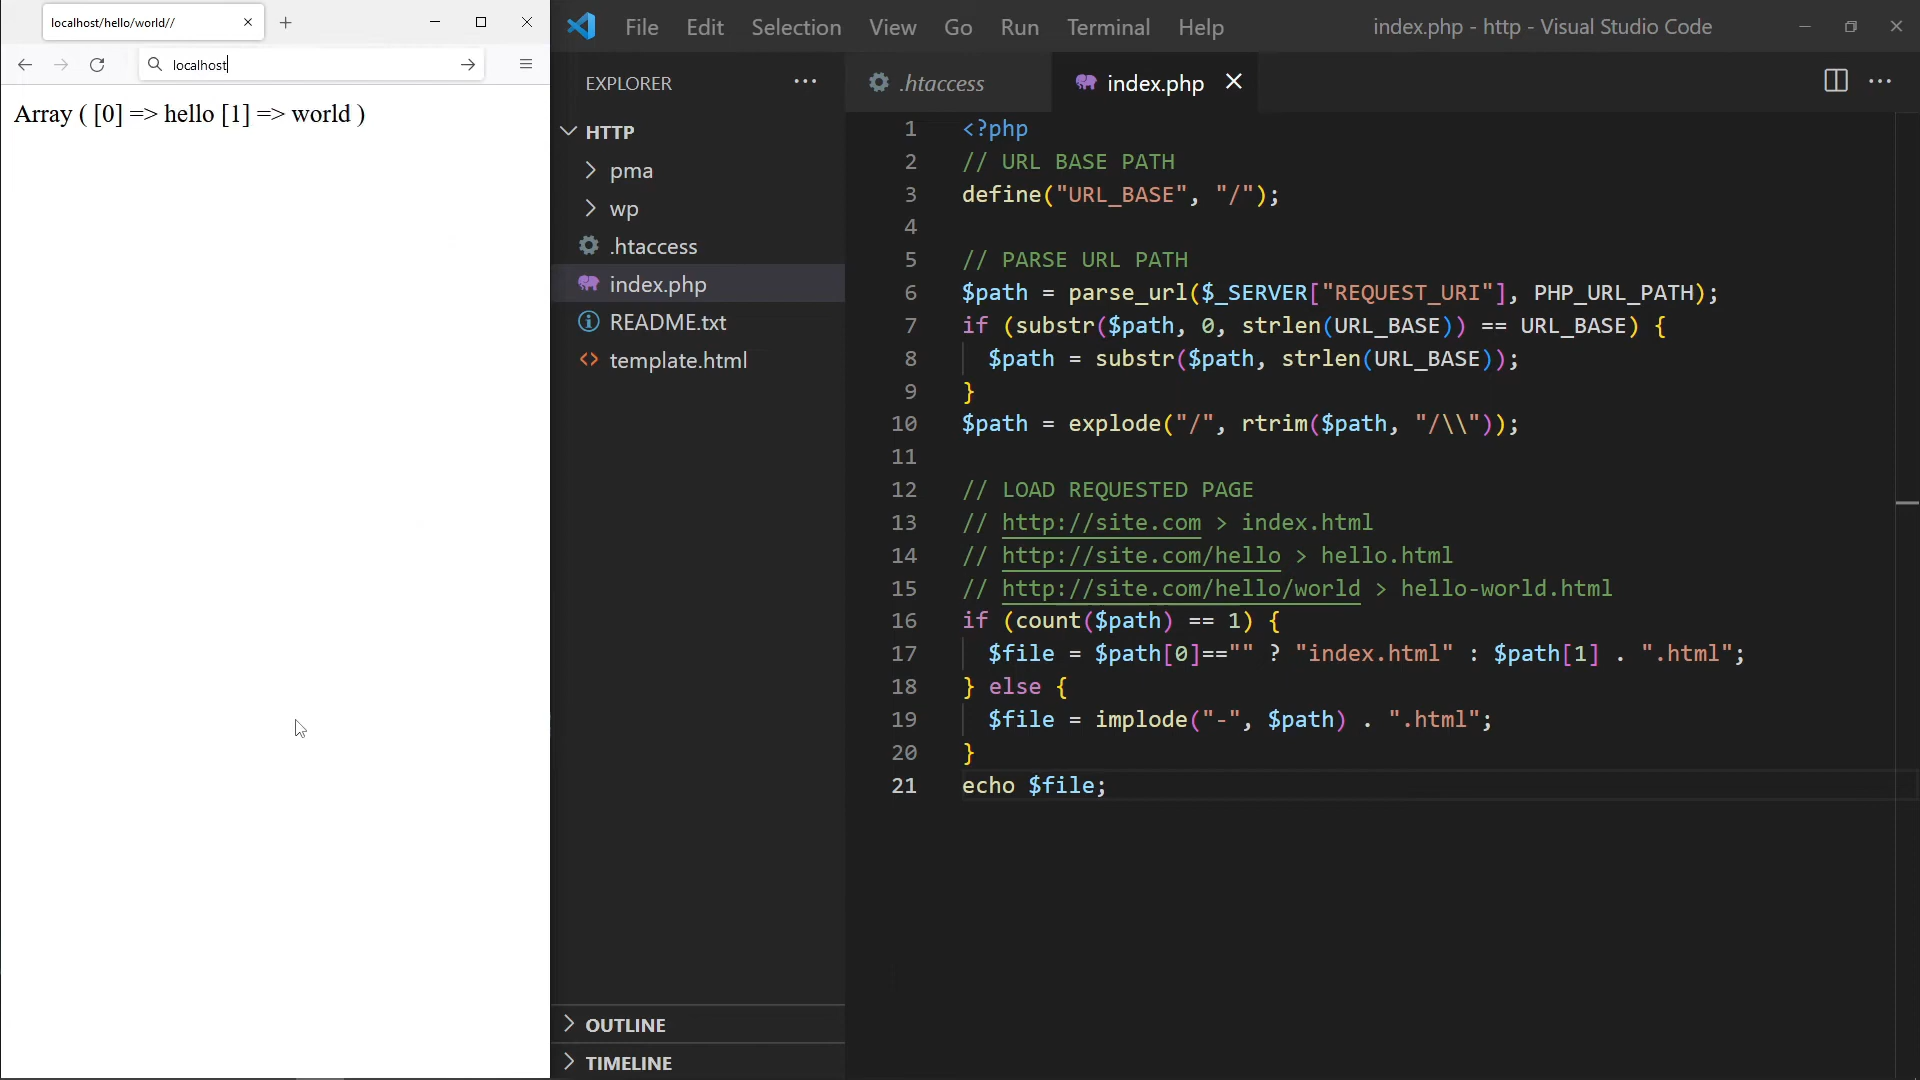 localhost/hello/world//
localhost
Array ( [0] => hello [1] => world )
File Edit Selection View Go Run Terminal Help
index.php - http - Visual Studio Code
EXPLORER
HTTP
pma
wp
.htaccess
index.php
README.txt
template.html
OUTLINE
TIMELINE
.htaccess
index.php
1 <?php
2 // URL BASE PATH
3 define("URL_BASE", "/");
4
5 // PARSE URL PATH
6 $path = parse_url($_SERVER["REQUEST_URI"], PHP_URL_PATH);
7 if (substr($path, 0, strlen(URL_BASE)) == URL_BASE) {
8 $path = substr($path, strlen(URL_BASE));
9 }
10 $path = explode("/", rtrim($path, "/\\"));
11
12 // LOAD REQUESTED PAGE
13 // http://site.com > index.html
14 // http://site.com/hello > hello.html
15 // http://site.com/hello/world > hello-world.html
16 if (count($path) == 1) {
17 $file = $path[0]=="" ? "index.html" : $path[1] . ".html";
18 } else {
19 $file = implode("-", $path) . ".html";
20 }
21 echo $file;